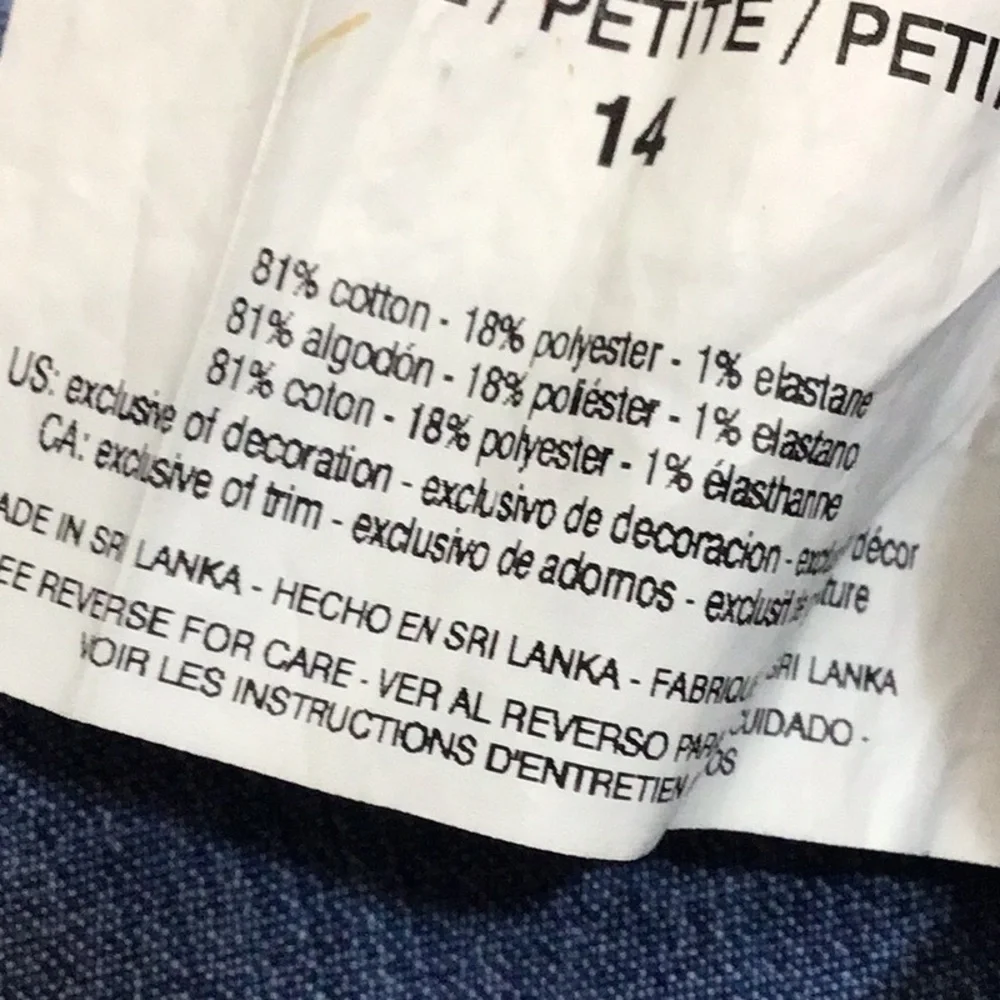 / PETITE / PETI
14
81% cotton - 18% polyester - 1% elastane
81% algodón - 18% poliéster - 1% elastano
81% coton - 18% polyester - 1% élasthanne
US: exclusive of decoration - exclusivo de decoracion - décor
CA: exclusive of trim - exclusivo de adornos -
ADE IN SRI LANKA - HECHO EN SRI LANKA - SRI LANKA
EE REVERSE FOR CARE - VER AL REVERSO CUIDADO -
VOIR LES INSTRUCTIONS D'ENTRETIEN